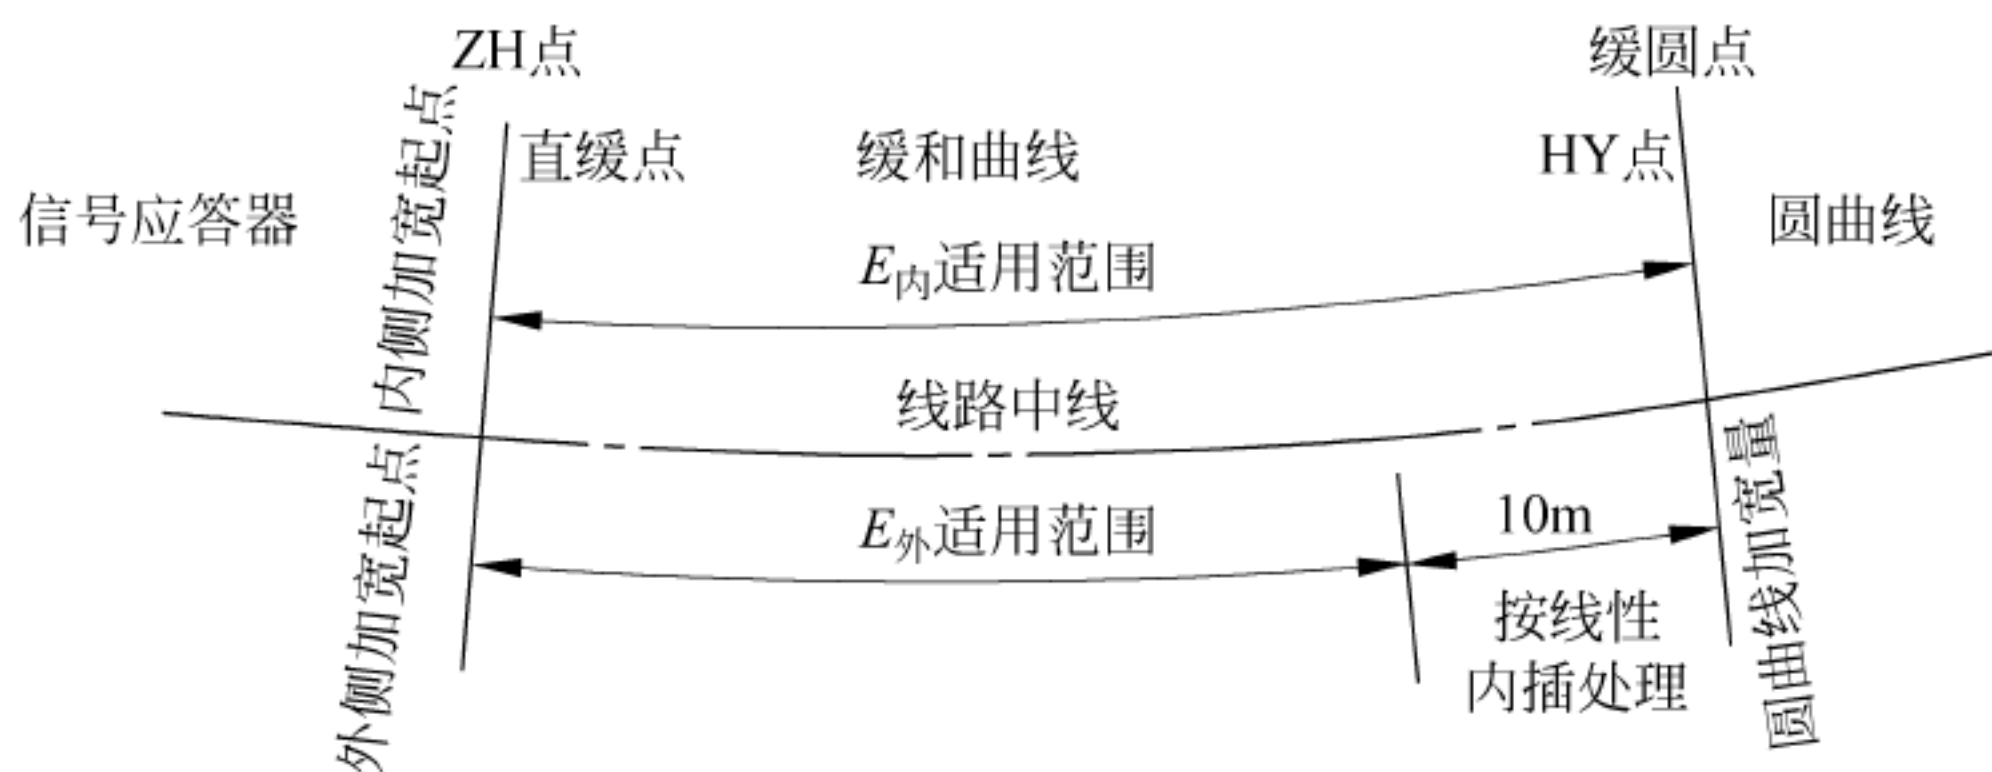 ZH点
缓圆点
直缓点
缓和曲线
HY点
信号应答器
内侧加宽起点
圆曲线
E内适用范围
线路中线
外侧加宽起点
E外适用范围
10m
按线性
内插处理
圆曲线加宽量